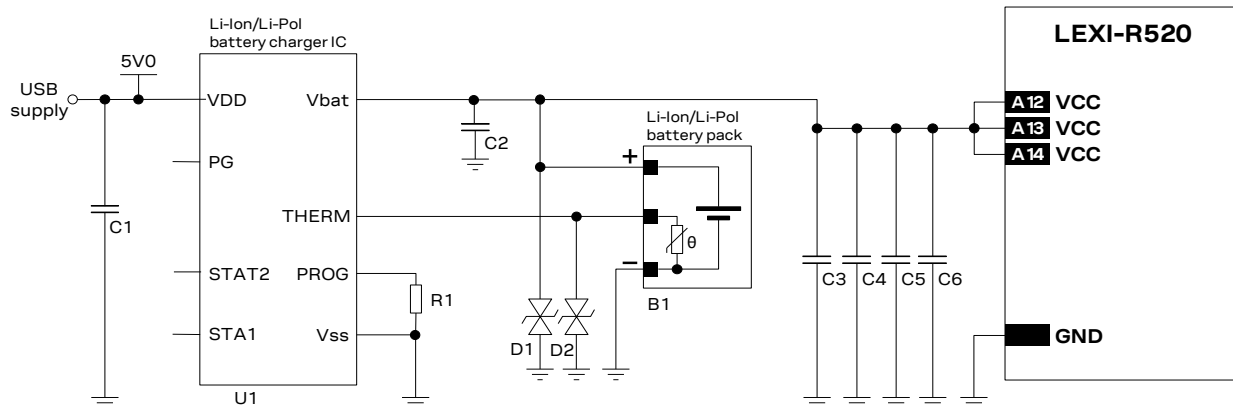 Li-Ion/Li-Pol
battery charger IC
LEXI-R520
5V0
USB
supply
VDD
Vbat
Li-Ion/Li-Pol
battery pack
A12 VCC
A13 VCC
A14 VCC
C2
+
PG
THERM
C1
θ
−
STAT2
PROG
C3
C4
C5
C6
R1
B1
STA1
Vss
D1
D2
GND
U1